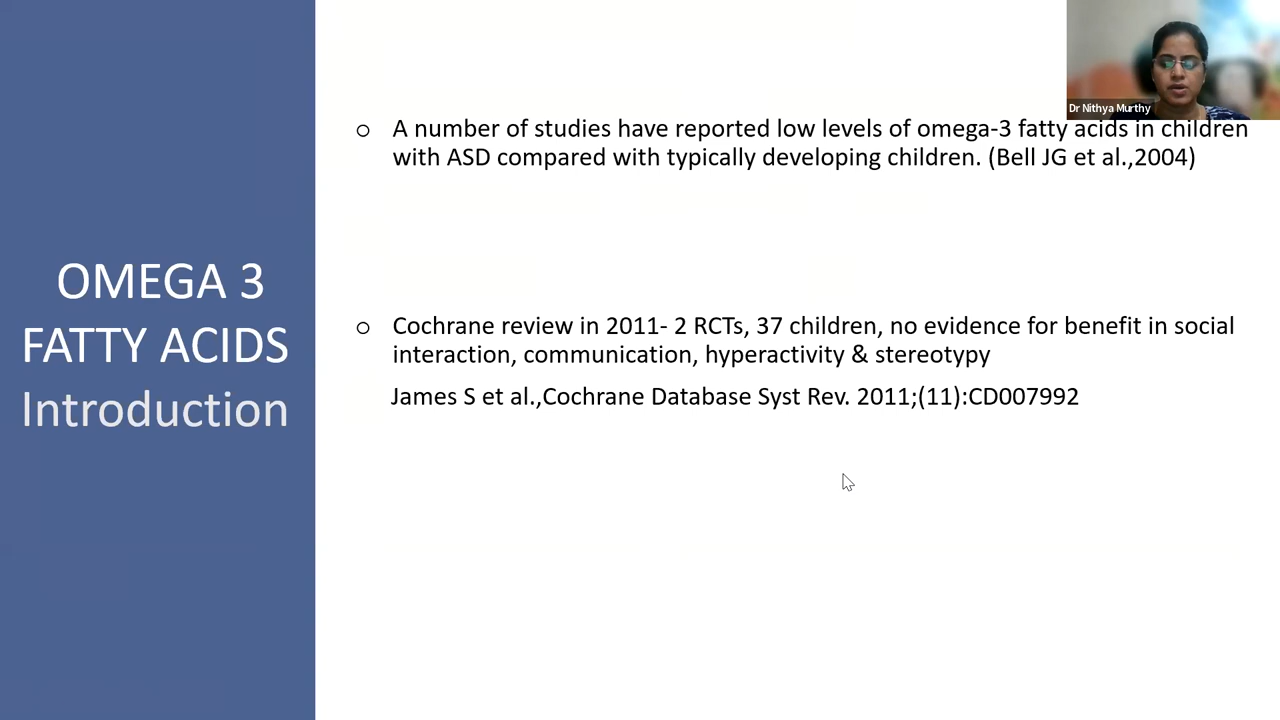 OMEGA 3
FATTY ACIDS
Introduction
Dr Nithya Murthy
o A number of studies have reported low levels of omega-3 fatty acids in children
with ASD compared with typically developing children. (Bell JG et al.,2004)
o Cochrane review in 2011- 2 RCTs, 37 children, no evidence for benefit in social
interaction, communication, hyperactivity & stereotypy
James S et al.,Cochrane Database Syst Rev. 2011;(11):CD007992